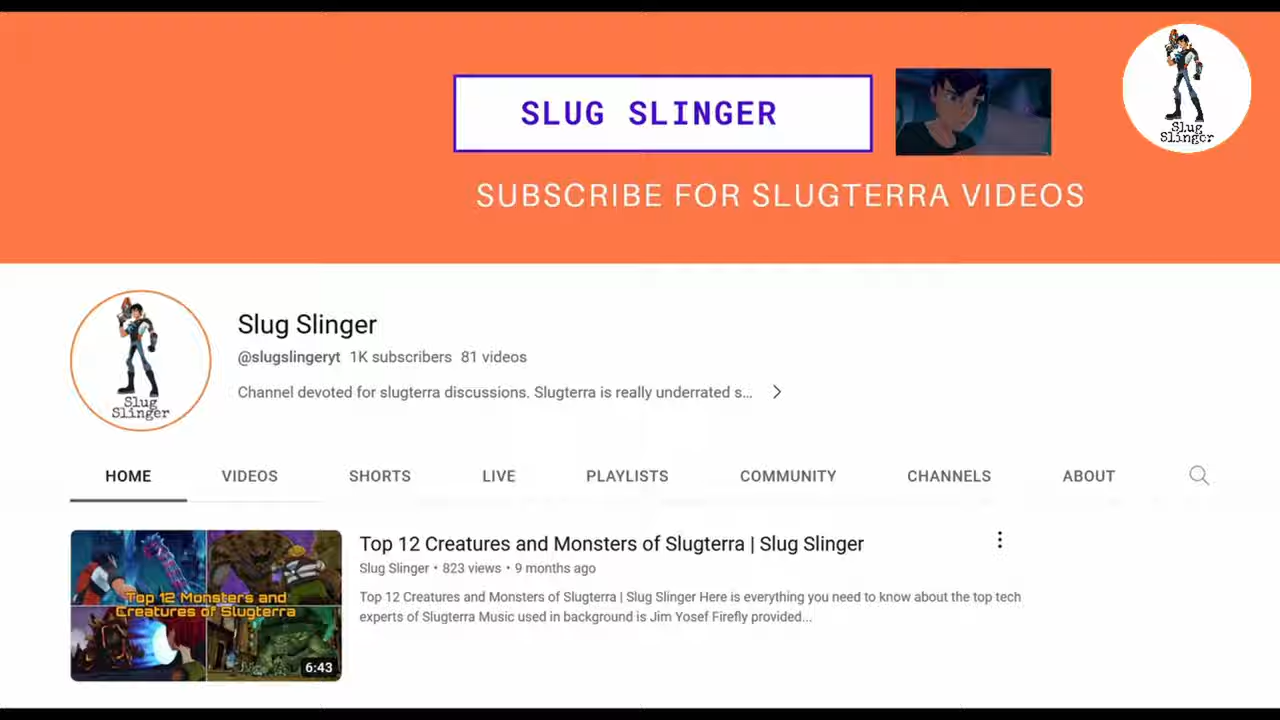 SLUG SLINGER
Slug
Slinger
SUBSCRIBE FOR SLUGTERRA VIDEOS
Slug
Slinger
Slug Slinger
@slugslingeryt 1K subscribers 81 videos
Channel devoted for slugterra discussions. Slugterra is really underrated s...
HOME VIDEOS SHORTS LIVE PLAYLISTS COMMUNITY CHANNELS ABOUT
Top 12 Monsters and
Creatures of Slugterra
6:43
Top 12 Creatures and Monsters of Slugterra | Slug Slinger
Slug Slinger • 823 views • 9 months ago
Top 12 Creatures and Monsters of Slugterra | Slug Slinger Here is everything you need to know about the top tech
experts of Slugterra Music used in background is Jim Yosef Firefly provided...